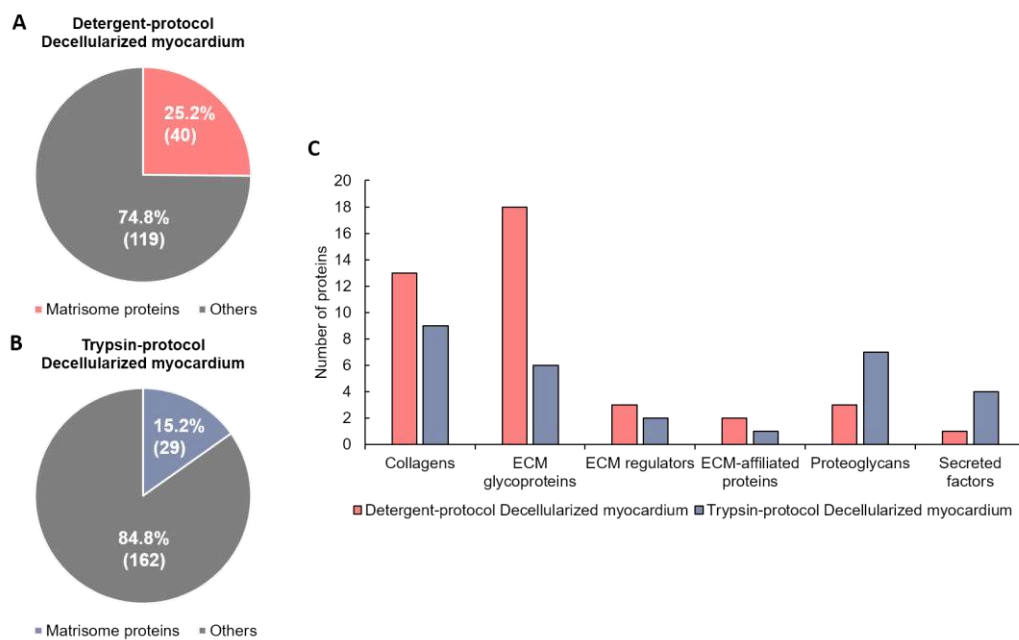 A
Detergent-protocol
Decellularized myocardium
25.2%
(40)
74.8%
(119)
Matrisome proteins Others
B
Trypsin-protocol
Decellularized myocardium
15.2%
(29)
84.8%
(162)
Matrisome proteins Others
C
Number of proteins
20
18
16
14
12
10
8
6
4
2
0
Collagens ECM glycoproteins ECM regulators ECM-affiliated proteins Proteoglycans Secreted factors
Detergent-protocol Decellularized myocardium Trypsin-protocol Decellularized myocardium